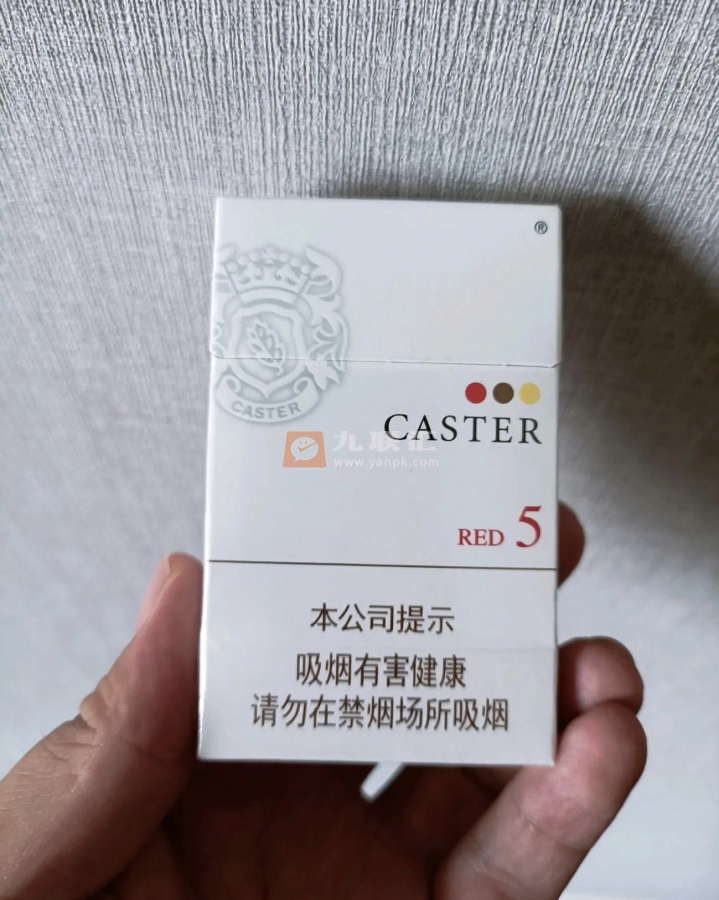 ®
CASTER
CASTER
九联汇
www.yanpk.com
RED 5
本公司提示
吸烟有害健康
请勿在禁烟场所吸烟